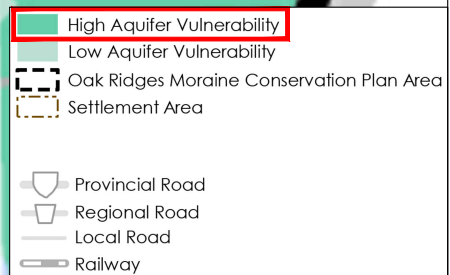 High Aquifer Vulnerability
Low Aquifer Vulnerability
Oak Ridges Moraine Conservation Plan Area
Settlement Area
Provincial Road
Regional Road
Local Road
Railway